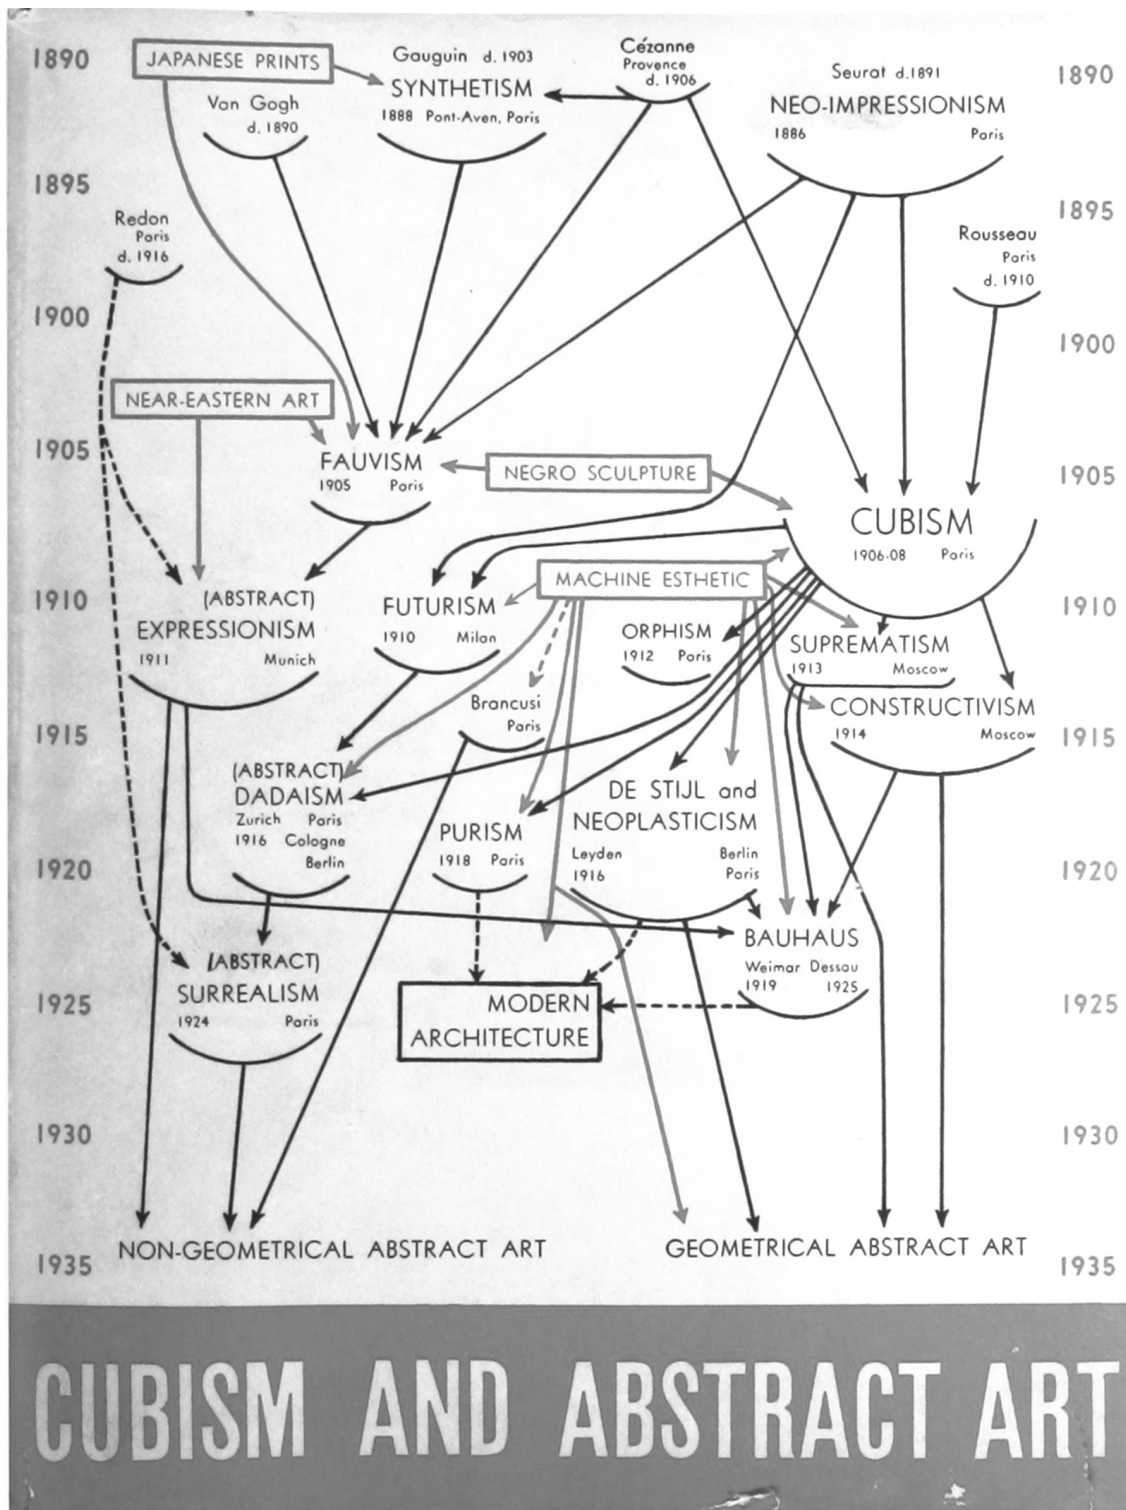 1890
JAPANESE PRINTS
Gauguin d. 1903
SYNTHETISM
1888 Pont-Aven, Paris
Cézanne
Provence
d. 1906
Seurat d.1891
NEO-IMPRESSIONISM
1886 Paris
1890
Van Gogh
d. 1890
1895
1895
Redon
Paris
d. 1916
Rousseau
Paris
d. 1910
1900
1900
NEAR-EASTERN ART
1905
FAUVISM
1905 Paris
NEGRO SCULPTURE
1905
CUBISM
1906-08 Paris
1910
(ABSTRACT)
EXPRESSIONISM
1911 Munich
FUTURISM
1910 Milan
MACHINE ESTHETIC
ORPHISM
1912 Paris
SUPREMATISM
1913 Moscow
1910
Brancusi
Paris
CONSTRUCTIVISM
1914 Moscow
1915
1915
(ABSTRACT)
DADAISM
Zurich Paris
1916 Cologne
Berlin
PURISM
1918 Paris
DE STIJL and
NEOPLASTICISM
Leyden Berlin
1916 Paris
1920
1920
(ABSTRACT)
SURREALISM
1924 Paris
BAUHAUS
Weimar Dessau
1919 1925
MODERN
ARCHITECTURE
1925
1925
1930
1930
NON-GEOMETRICAL ABSTRACT ART
GEOMETRICAL ABSTRACT ART
1935
1935
CUBISM AND ABSTRACT ART